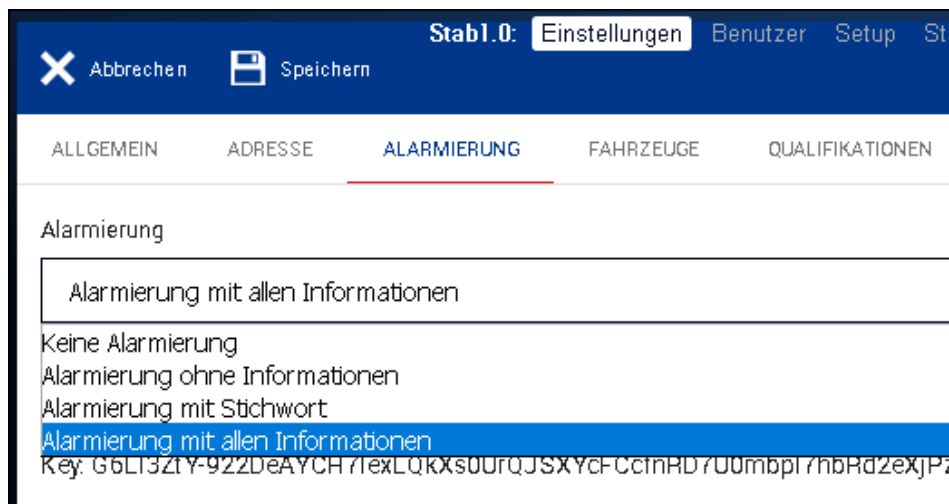 Stab1.0: Einstellungen Benutzer Setup
Abbrechen Speichern
ALLGEMEIN ADRESSE ALARMIERUNG FAHRZEUGE QUALIFIKATIONEN
Alarmierung
Alarmierung mit allen Informationen
Keine Alarmierung
Alarmierung ohne Informationen
Alarmierung mit Stichwort
Alarmierung mit allen Informationen
Key: